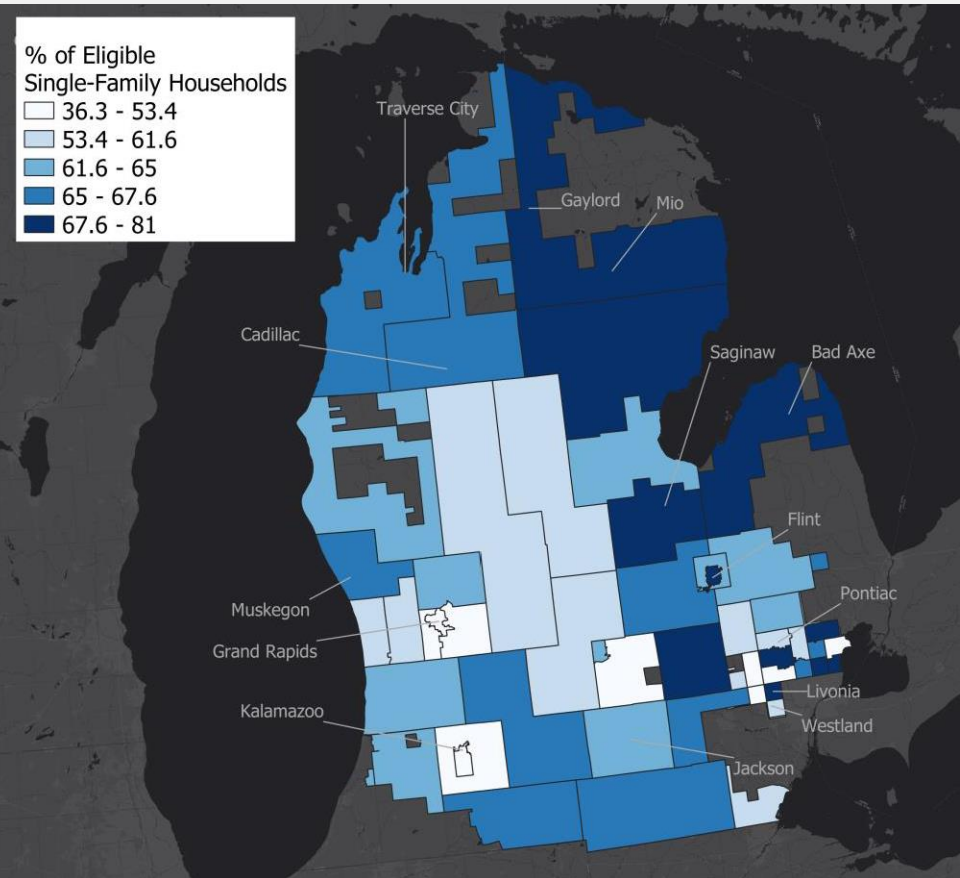 % of Eligible
Single-Family Households
36.3 - 53.4
53.4 - 61.6
61.6 - 65
65 - 67.6
67.6 - 81
Traverse City
Gaylord
Mio
Cadillac
Saginaw
Bad Axe
Flint
Pontiac
Muskegon
Grand Rapids
Livonia
Kalamazoo
Westland
Jackson